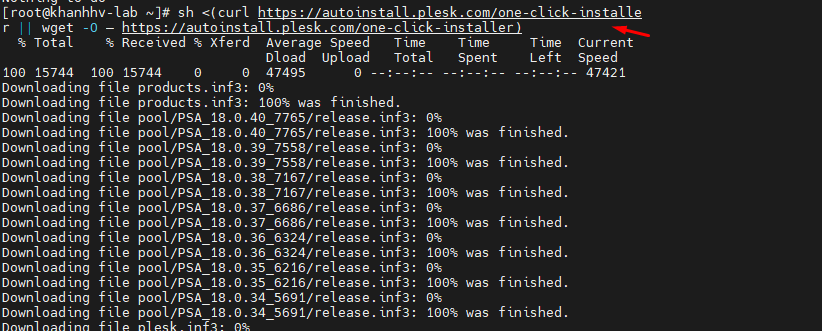 Nothing to do
[root@khanhhv-lab ~]# sh <(curl https://autoinstall.plesk.com/one-click-installe
r || wget -O – https://autoinstall.plesk.com/one-click-installer)
  % Total    % Received % Xferd  Average Speed   Time    Time     Time  Current
                                 Dload  Upload   Total   Spent    Left  Speed
100 15744  100 15744    0     0  47495      0 --:--:-- --:--:-- --:--:-- 47421
Downloading file products.inf3: 0%
Downloading file products.inf3: 100% was finished.
Downloading file pool/PSA_18.0.40_7765/release.inf3: 0%
Downloading file pool/PSA_18.0.40_7765/release.inf3: 100% was finished.
Downloading file pool/PSA_18.0.39_7558/release.inf3: 0%
Downloading file pool/PSA_18.0.39_7558/release.inf3: 100% was finished.
Downloading file pool/PSA_18.0.38_7167/release.inf3: 0%
Downloading file pool/PSA_18.0.38_7167/release.inf3: 100% was finished.
Downloading file pool/PSA_18.0.37_6686/release.inf3: 0%
Downloading file pool/PSA_18.0.37_6686/release.inf3: 100% was finished.
Downloading file pool/PSA_18.0.36_6324/release.inf3: 0%
Downloading file pool/PSA_18.0.36_6324/release.inf3: 100% was finished.
Downloading file pool/PSA_18.0.35_6216/release.inf3: 0%
Downloading file pool/PSA_18.0.35_6216/release.inf3: 100% was finished.
Downloading file pool/PSA_18.0.34_5691/release.inf3: 0%
Downloading file pool/PSA_18.0.34_5691/release.inf3: 100% was finished.
Downloading file plesk.inf3: 0%